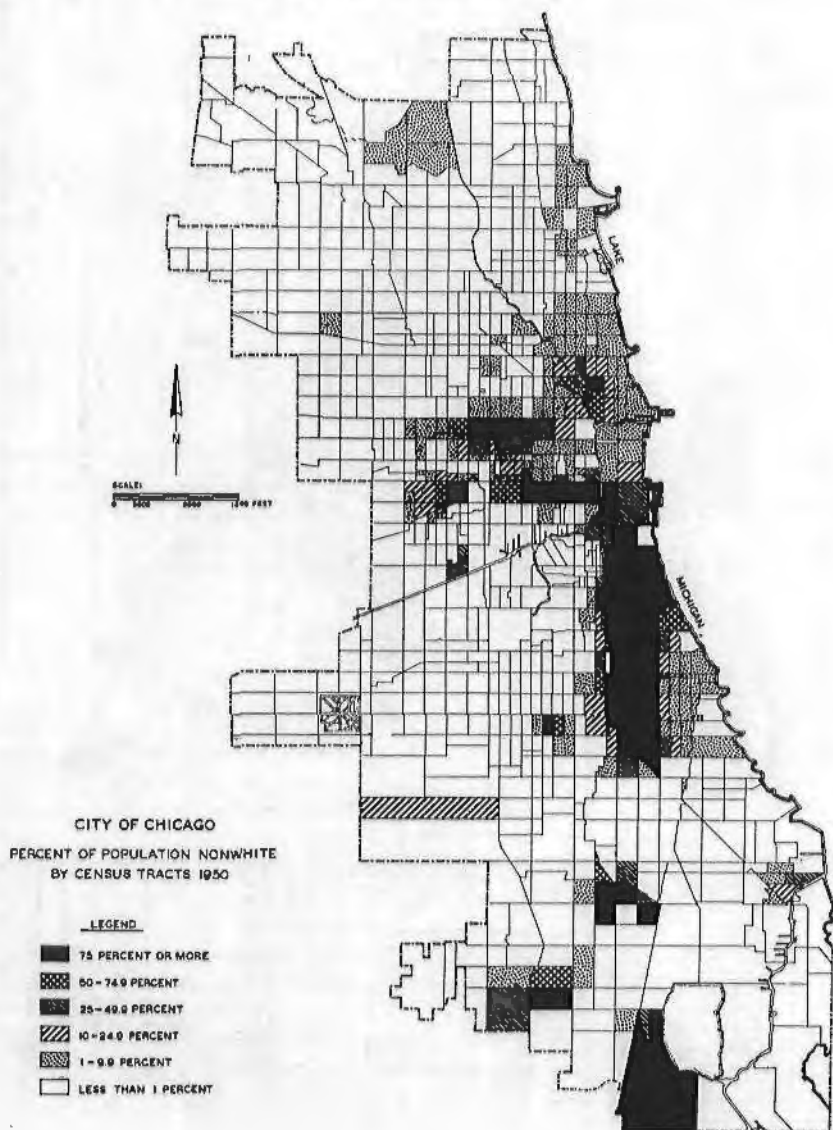 LAKE
MICHIGAN
N
SCALE:
0
CITY OF CHICAGO
PERCENT OF POPULATION NONWHITE
BY CENSUS TRACTS 1950
LEGEND
75 PERCENT OR MORE
50-74.9 PERCENT
25-49.9 PERCENT
10-24.9 PERCENT
1-9.9 PERCENT
LESS THAN 1 PERCENT